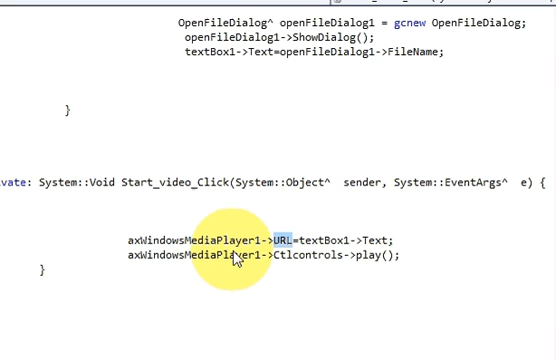 OpenFileDialog^ openFileDialog1 = gcnew OpenFileDialog;
openFileDialog1->ShowDialog();
textBox1->Text=openFileDialog1->FileName;
}
ivate: System::Void Start_video_Click(System::Object^ sender, System::EventArgs^ e) {
axWindowsMediaPlayer1->URL=textBox1->Text;
axWindowsMediaPlayer1->Ctlcontrols->play();
}